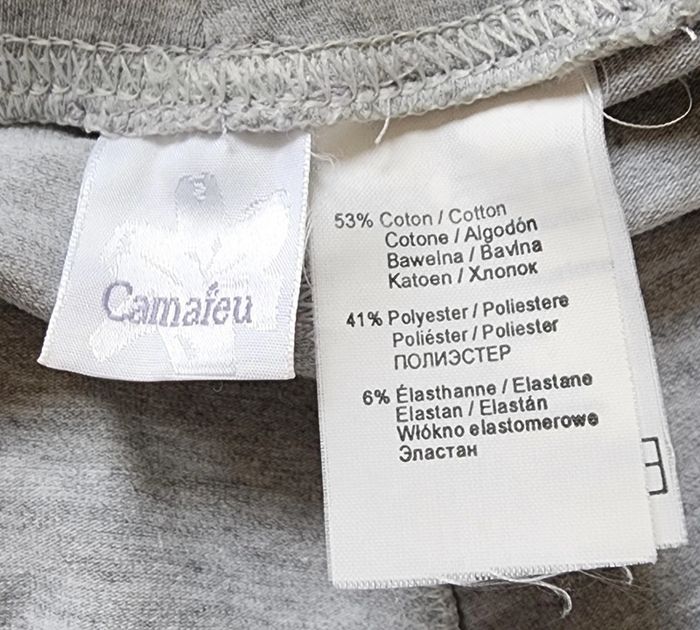 Camaïeu
53% Coton / Cotton
Cotone / Algodón
Bawelna / Bavlna
Katoen / Хлопок
41% Polyester / Poliestere
Poliéster / Poliester
ПОЛИЭСТЕР
6% Élasthanne / Elastane
Elastan / Elastán
Włókno elastomerowe
Эластан